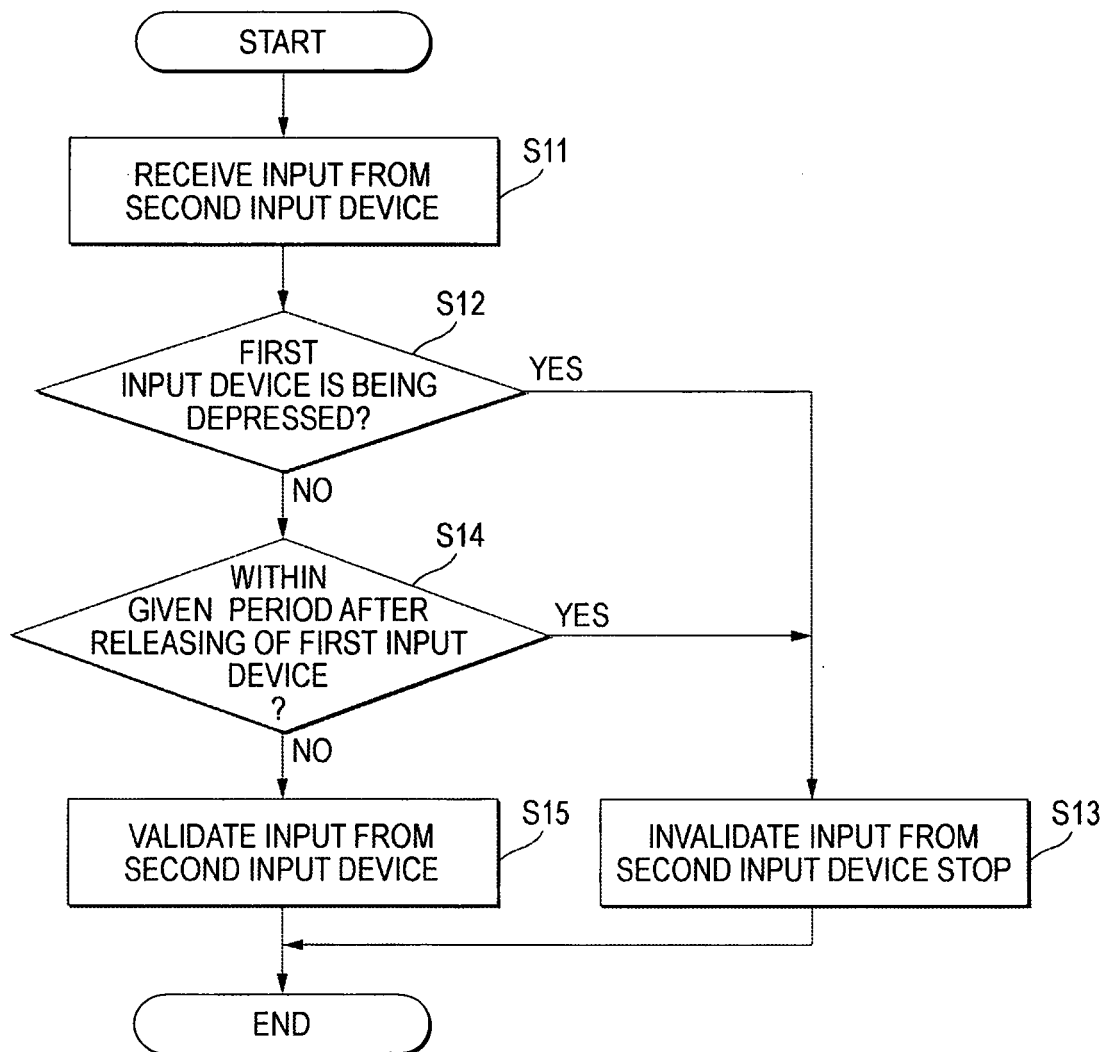 START
S11
RECEIVE INPUT FROM
SECOND INPUT DEVICE
S12
FIRST
INPUT DEVICE IS BEING
DEPRESSED?
YES
NO
S14
WITHIN
GIVEN PERIOD AFTER
RELEASING OF FIRST INPUT
DEVICE
?
YES
NO
S15
VALIDATE INPUT FROM
SECOND INPUT DEVICE
S13
INVALIDATE INPUT FROM
SECOND INPUT DEVICE STOP
END